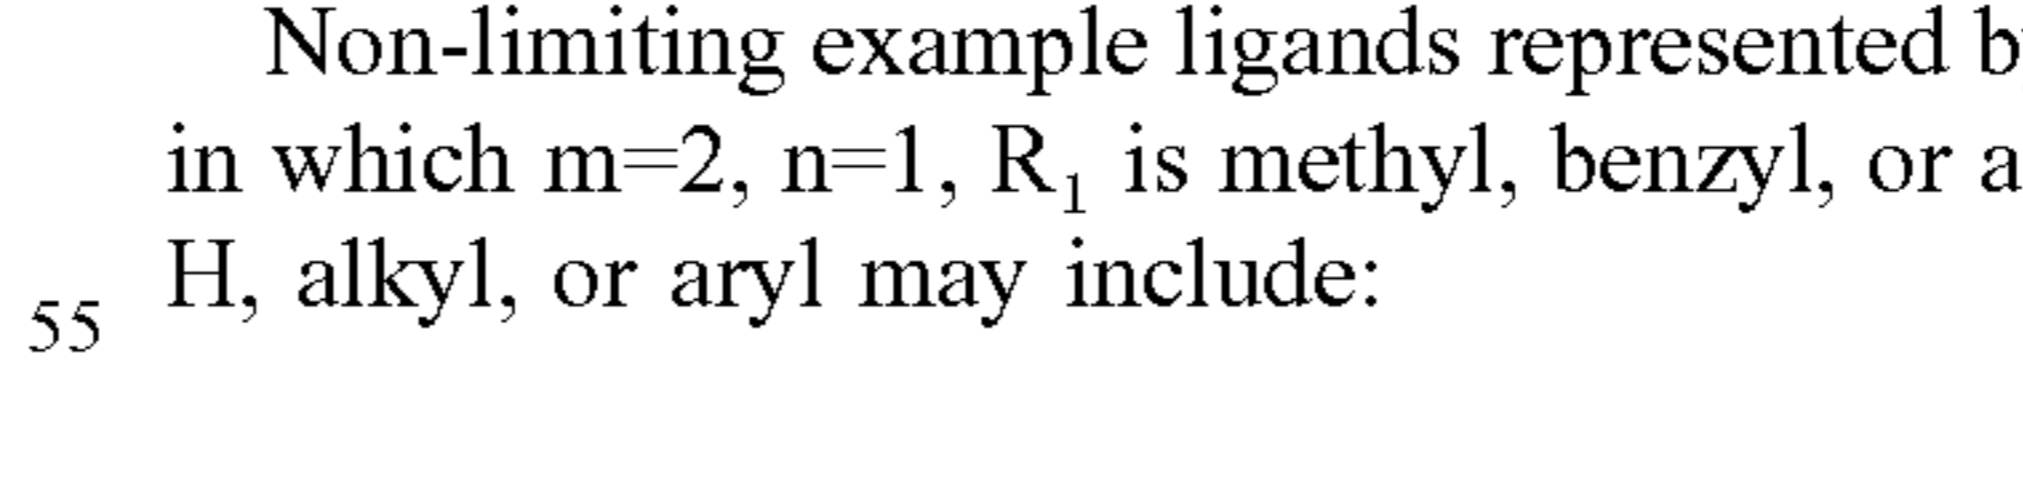 Non-limiting example ligands represented
in which m=2, n=1, R₁ is methyl, benzyl, or
H, alkyl, or aryl may include:
55